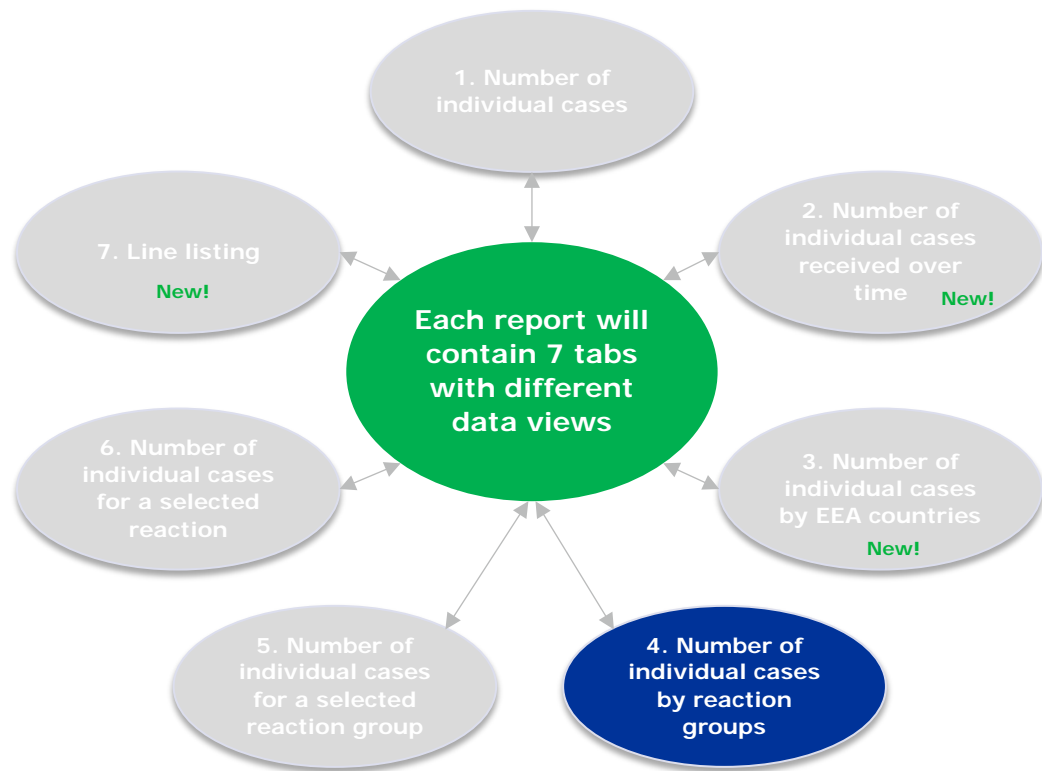 1. Number of
individual cases
2. Number of
individual cases
received over
time New!
3. Number of
individual cases
by EEA countries
New!
4. Number of
individual cases
by reaction
groups
5. Number of
individual cases
for a selected
reaction group
6. Number of
individual cases
for a selected
reaction
7. Line listing
New!
Each report will
contain 7 tabs
with different
data views